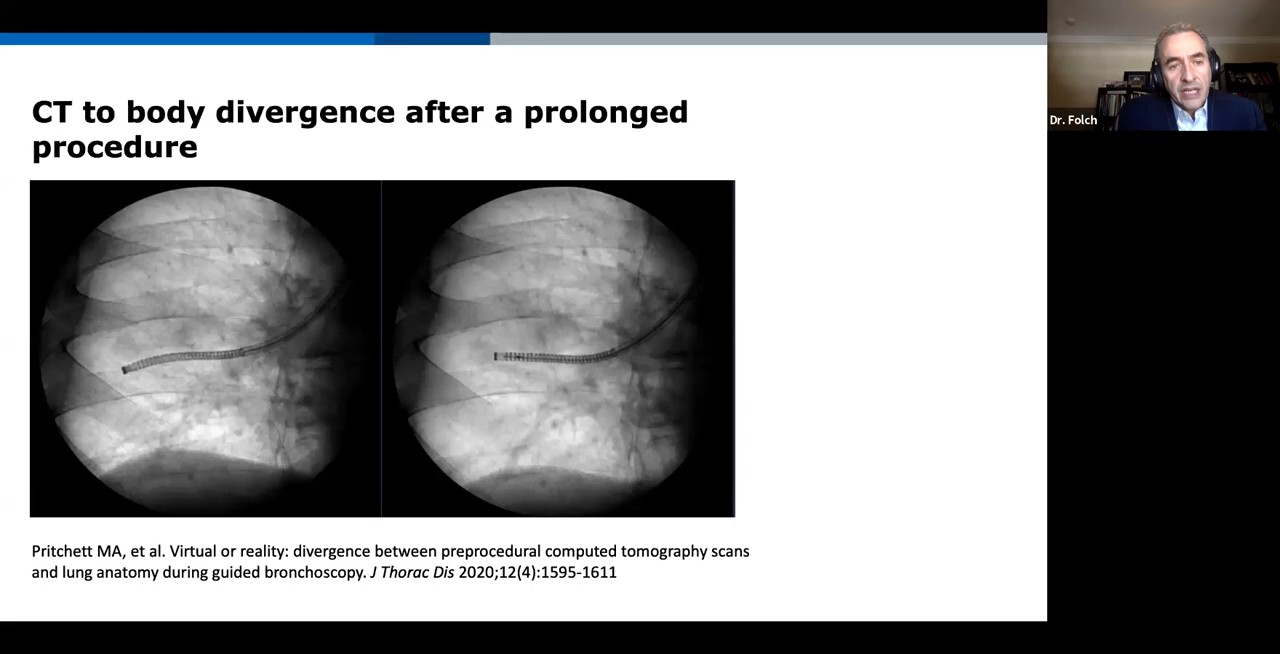 CT to body divergence after a prolonged
procedure
Dr. Folch
Pritchett MA, et al. Virtual or reality: divergence between preprocedural computed tomography scans
and lung anatomy during guided bronchoscopy. J Thorac Dis 2020;12(4):1595-1611